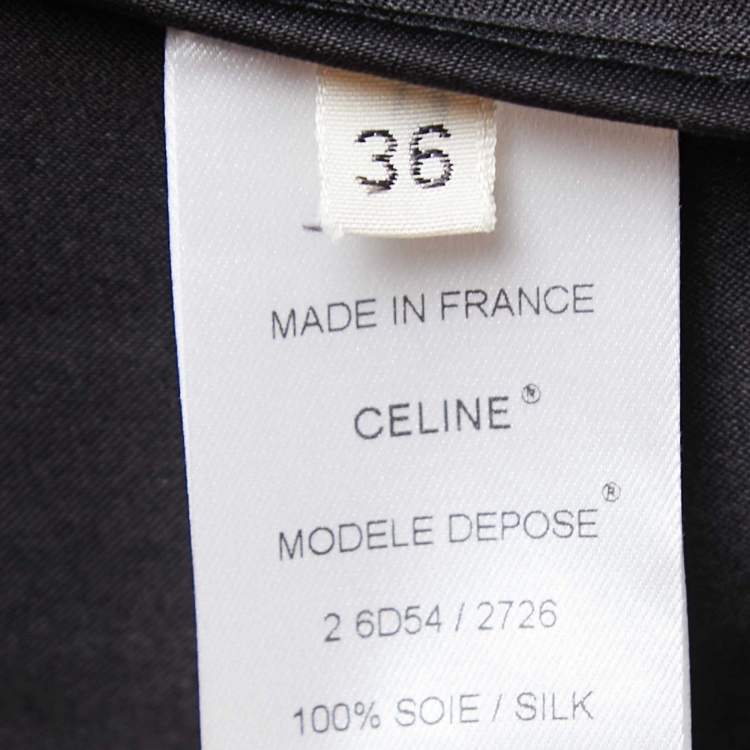 36
MADE IN FRANCE
CELINE®
MODELE DEPOSE®
2 6D54 / 2726
100% SOIE / SILK